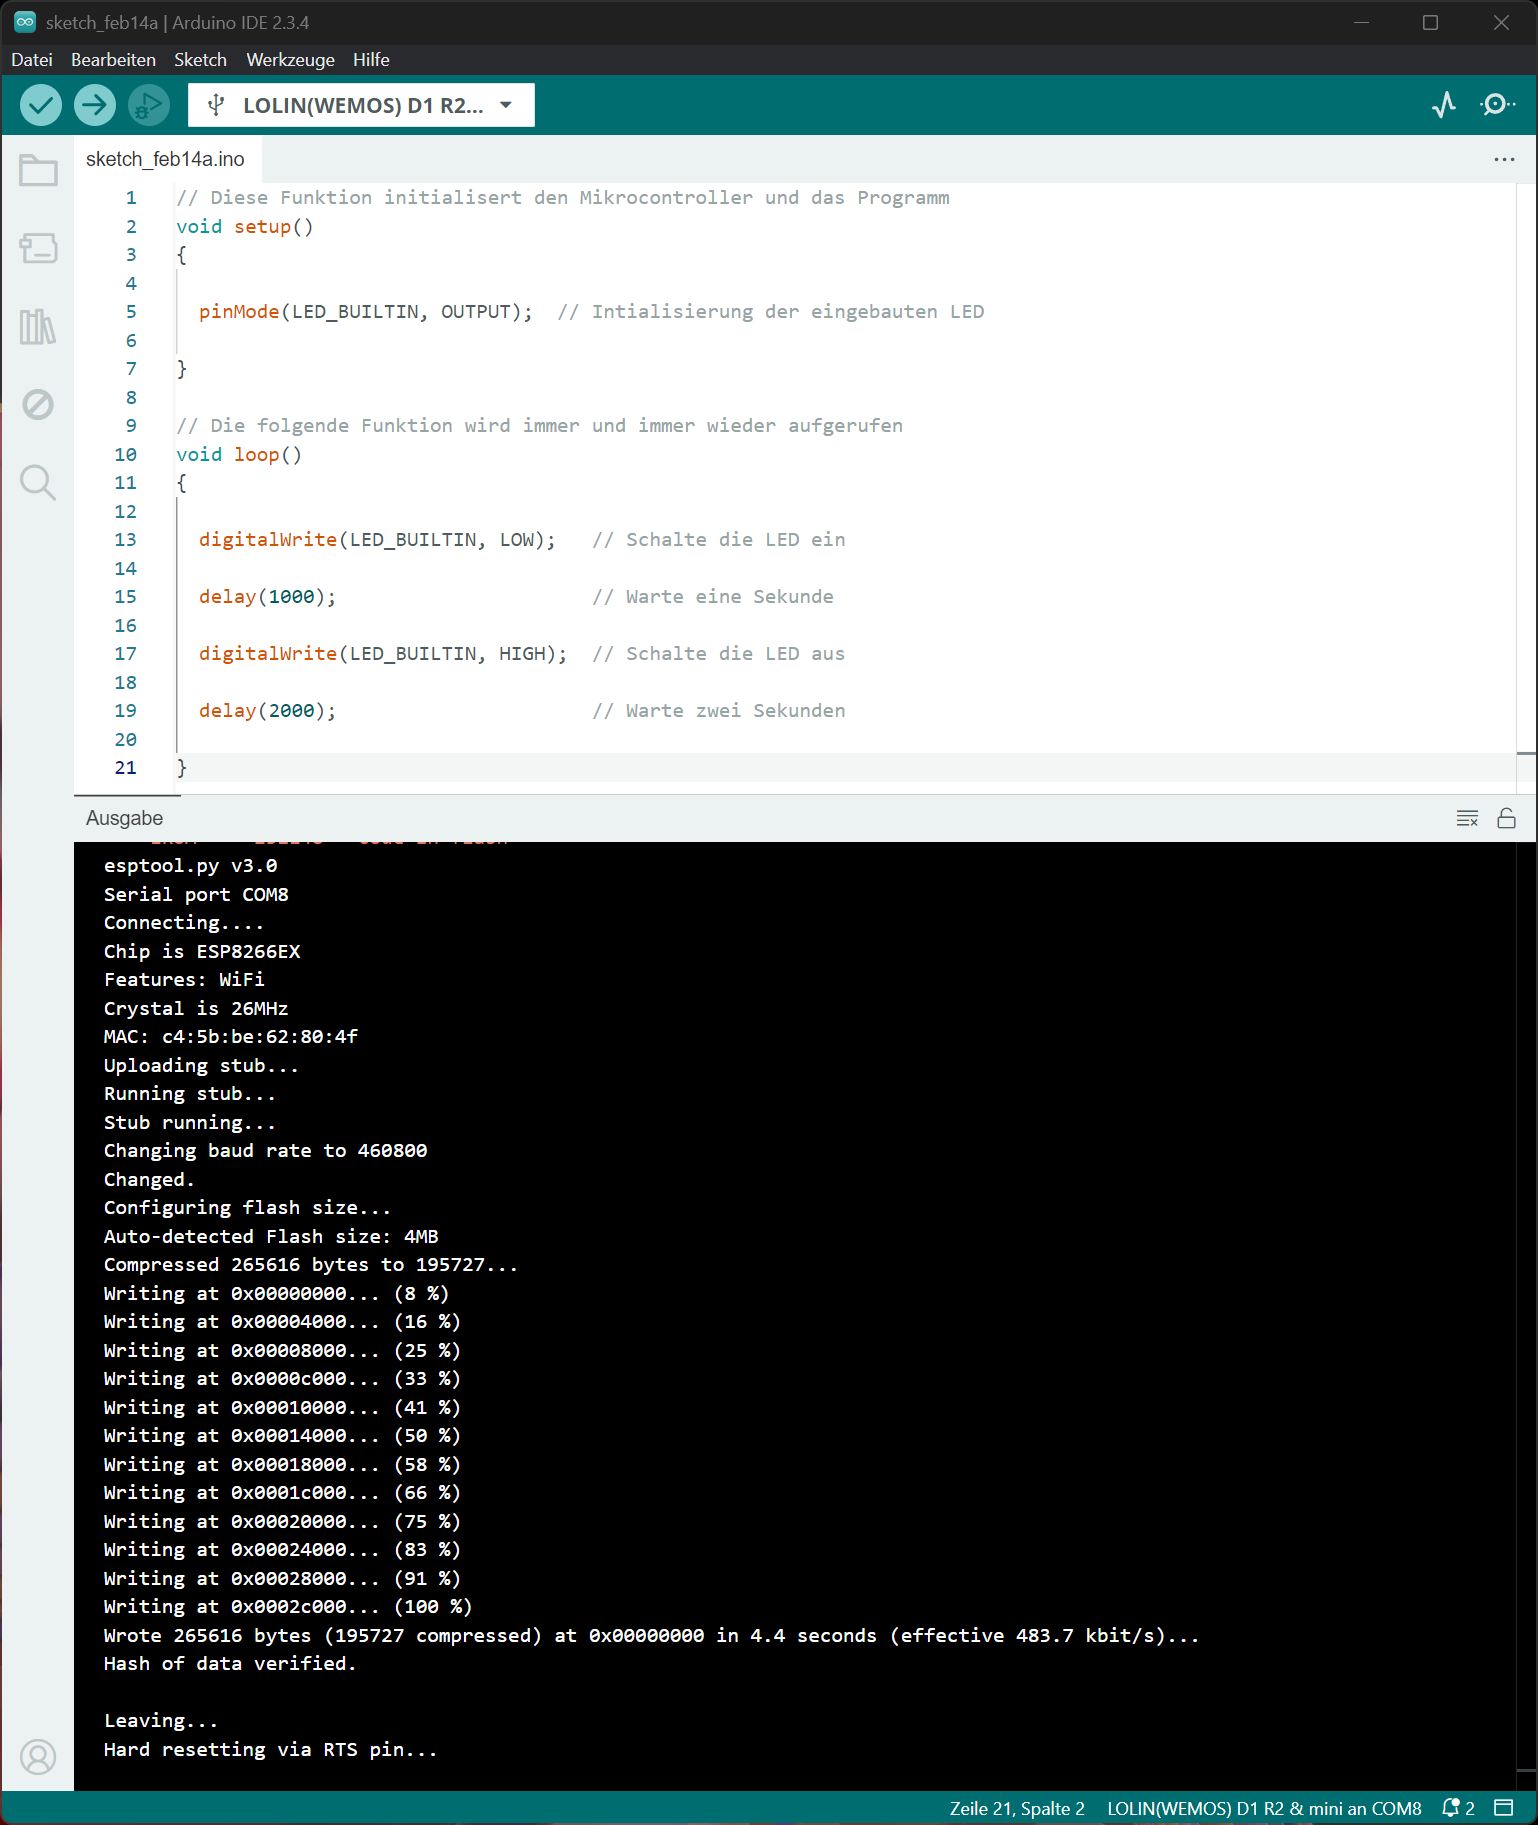 sketch_feb14a | Arduino IDE 2.3.4
Datei Bearbeiten Sketch Werkzeuge Hilfe
LOLIN(WEMOS) D1 R2...
sketch_feb14a.ino
1 // Diese Funktion initialisert den Mikrocontroller und das Programm
2 void setup()
3 {
4
5 pinMode(LED_BUILTIN, OUTPUT); // Intialisierung der eingebauten LED
6
7 }
8
9 // Die folgende Funktion wird immer und immer wieder aufgerufen
10 void loop()
11 {
12
13 digitalWrite(LED_BUILTIN, LOW); // Schalte die LED ein
14
15 delay(1000); // Warte eine Sekunde
16
17 digitalWrite(LED_BUILTIN, HIGH); // Schalte die LED aus
18
19 delay(2000); // Warte zwei Sekunden
20
21 }
Ausgabe
esptool.py v3.0
Serial port COM8
Connecting....
Chip is ESP8266EX
Features: WiFi
Crystal is 26MHz
MAC: c4:5b:be:62:80:4f
Uploading stub...
Running stub...
Stub running...
Changing baud rate to 460800
Changed.
Configuring flash size...
Auto-detected Flash size: 4MB
Compressed 265616 bytes to 195727...
Writing at 0x00000000... (8 %)
Writing at 0x00004000... (16 %)
Writing at 0x00008000... (25 %)
Writing at 0x0000c000... (33 %)
Writing at 0x00010000... (41 %)
Writing at 0x00014000... (50 %)
Writing at 0x00018000... (58 %)
Writing at 0x0001c000... (66 %)
Writing at 0x00020000... (75 %)
Writing at 0x00024000... (83 %)
Writing at 0x00028000... (91 %)
Writing at 0x0002c000... (100 %)
Wrote 265616 bytes (195727 compressed) at 0x00000000 in 4.4 seconds (effective 483.7 kbit/s)...
Hash of data verified.
Leaving...
Hard resetting via RTS pin...
Zeile 21, Spalte 2 LOLIN(WEMOS) D1 R2 & mini an COM8 2